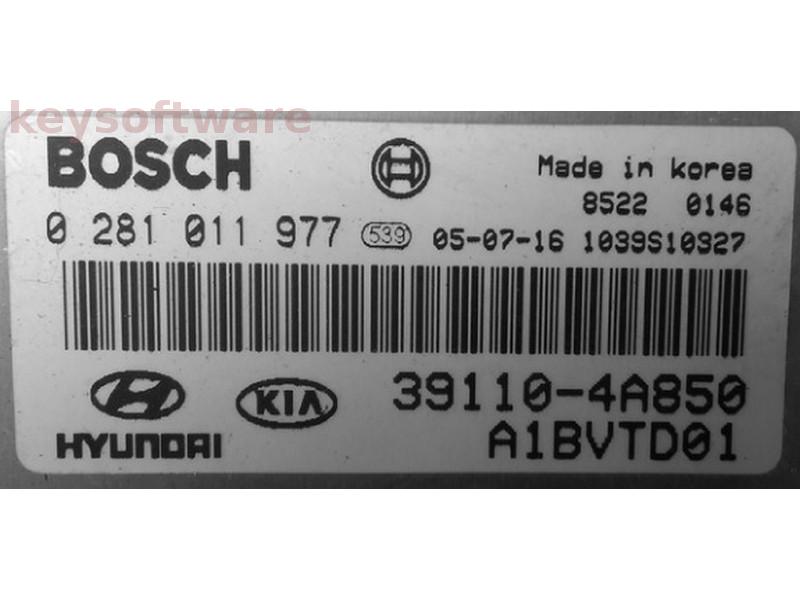 keysoftware
BOSCH
Made in korea
8522 0146
0 281 011 977 539 05-07-16 1039S10327
HYUNDAI KIA 39110-4A850
A1BVTD01